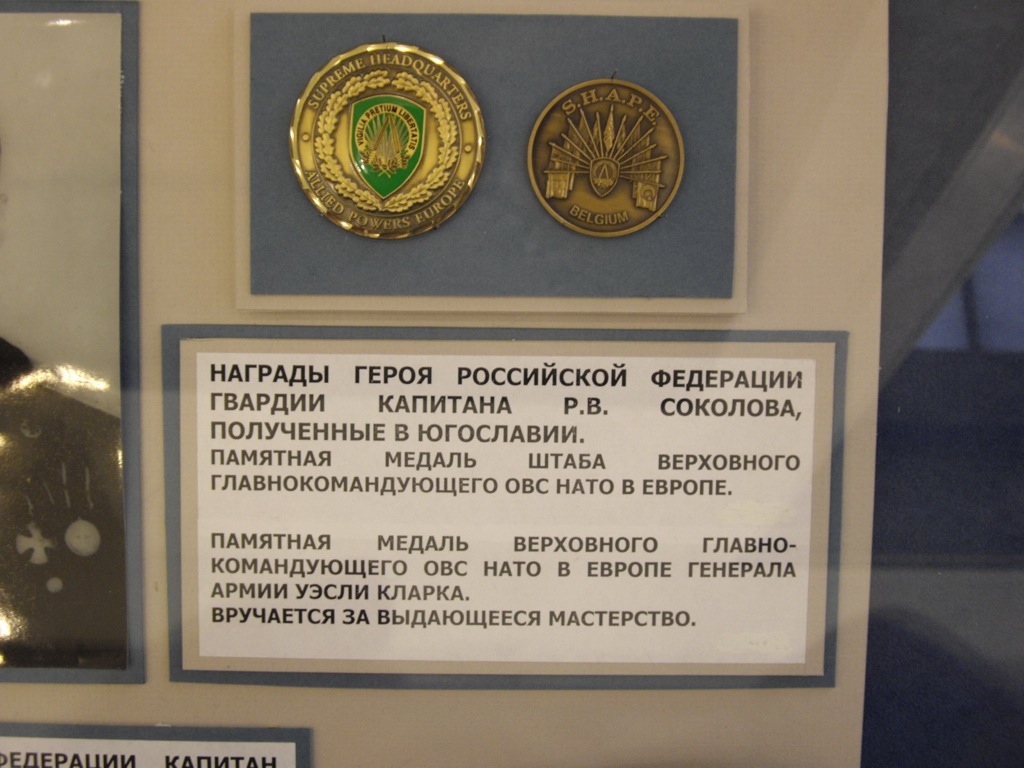 SUPREME HEADQUARTERS
VIGILIA PRETIUM LIBERTATIS
ALLIED POWERS EUROPE
S.H.A.P.E.
BELGIUM
НАГРАДЫ ГЕРОЯ РОССИЙСКОЙ ФЕДЕРАЦИИ
ГВАРДИИ КАПИТАНА Р.В. СОКОЛОВА,
ПОЛУЧЕННЫЕ В ЮГОСЛАВИИ.
ПАМЯТНАЯ МЕДАЛЬ ШТАБА ВЕРХОВНОГО
ГЛАВНОКОМАНДУЮЩЕГО ОВС НАТО В ЕВРОПЕ.
ПАМЯТНАЯ МЕДАЛЬ ВЕРХОВНОГО ГЛАВНО-
КОМАНДУЮЩЕГО ОВС НАТО В ЕВРОПЕ ГЕНЕРАЛА
АРМИИ УЭСЛИ КЛАРКА.
ВРУЧАЕТСЯ ЗА ВЫДАЮЩЕЕСЯ МАСТЕРСТВО.
ФЕДЕРАЦИИ КАПИТАН